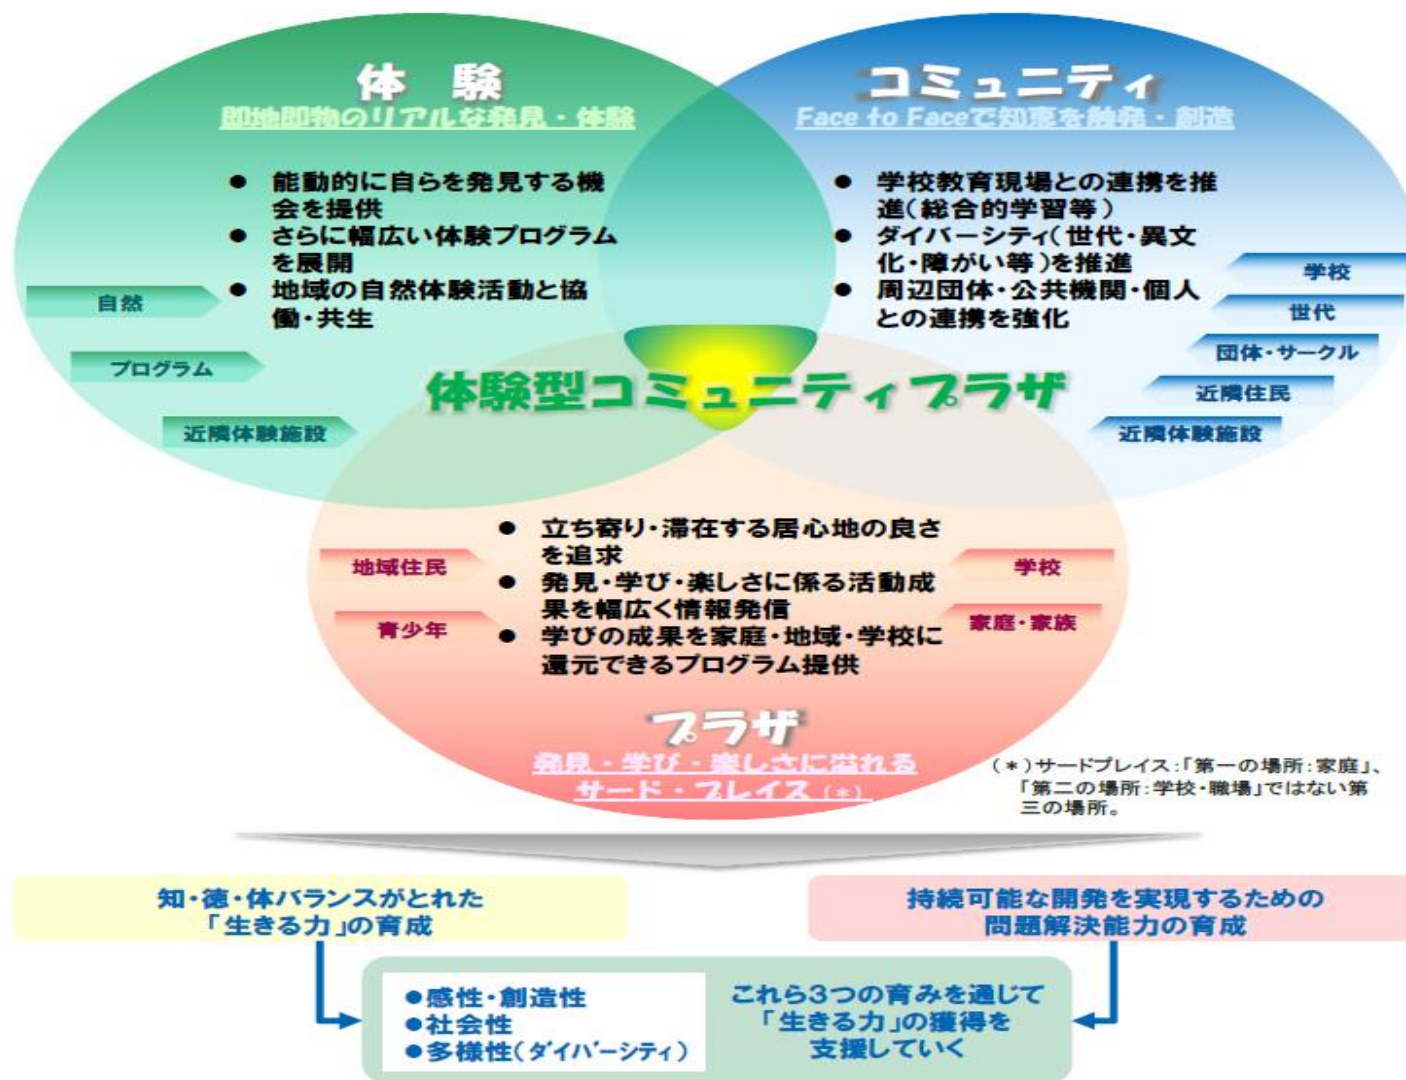 体 験
即地即物のリアルな発見・体験
● 能動的に自らを発見する機
会を提供
● さらに幅広い体験プログラム
を展開
● 地域の自然体験活動と協
働・共生
自然
プログラム
近隣体験施設
コミュニティ
Face to Faceで知恵を触発・創造
● 学校教育現場との連携を推
進(総合的学習等)
● ダイバーシティ(世代・異文
化・障がい等)を推進
● 周辺団体・公共機関・個人
との連携を強化
学校
世代
団体・サークル
近隣住民
近隣体験施設
体験型コミュニティプラザ
● 立ち寄り・滞在する居心地の良さ
を追求
● 発見・学び・楽しさに係る活動成
果を幅広く情報発信
● 学びの成果を家庭・地域・学校に
還元できるプログラム提供
地域住民
青少年
学校
家庭・家族
プラザ
発見・学び・楽しさに溢れる
サード・プレイス(*)
(*)サードプレイス:「第一の場所:家庭」、
「第二の場所:学校・職場」ではない第
三の場所。
知・徳・体バランスがとれた
「生きる力」の育成
持続可能な開発を実現するための
問題解決能力の育成
●感性・創造性
●社会性
●多様性(ダイバーシティ)
これら3つの育みを通じて
「生きる力」の獲得を
支援していく